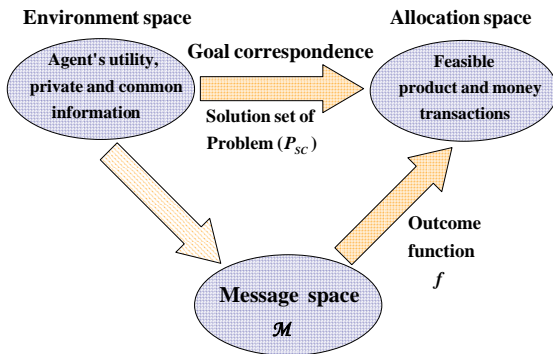 Environment space
Allocation space
Agent's utility,
private and common
information
Goal correspondence
Solution set of
Problem (P_SC)
Feasible
product and money
transactions
Outcome
function
f
Message space
ℳ